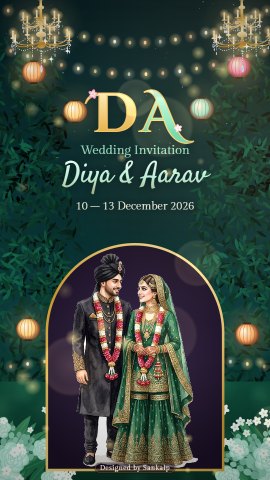 DA
Wedding Invitation
Diya & Aarav
10 — 13 December 2026
Designed by Sankalp